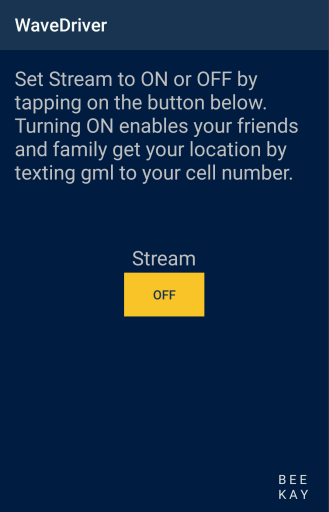 WaveDriver
Set Stream to ON or OFF by
tapping on the button below.
Turning ON enables your friends
and family get your location by
texting gml to your cell number.
Stream
OFF
BEE
KAY